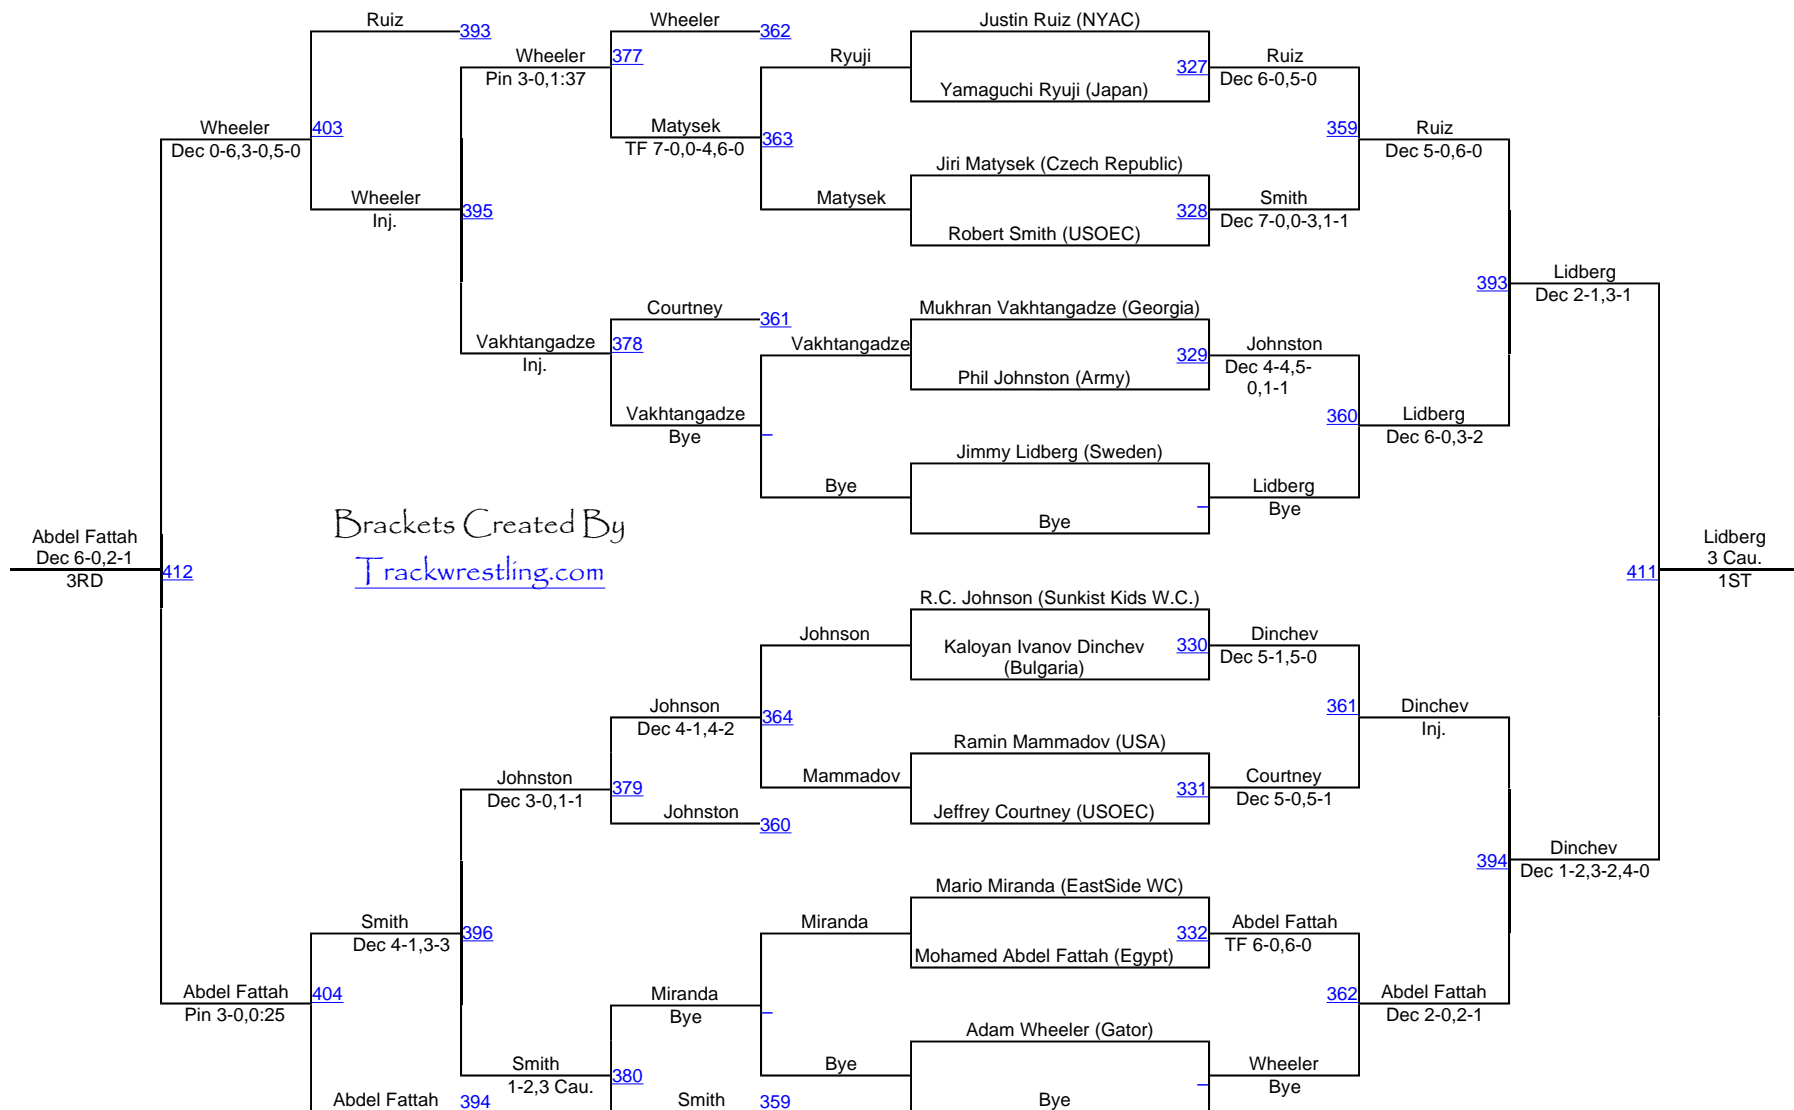 Ruiz
393
Wheeler
362
Justin Ruiz (NYAC)
Wheeler
377
Pin 3-0,1:37
Ryuji
327
Ruiz
Dec 6-0,5-0
Yamaguchi Ryuji (Japan)
Wheeler
403
Dec 0-6,3-0,5-0
Matysek
363
TF 7-0,0-4,6-0
359
Ruiz
Dec 5-0,6-0
Jiri Matysek (Czech Republic)
Wheeler
395
Inj.
Matysek
328
Smith
Dec 7-0,0-3,1-1
Robert Smith (USOEC)
393
Lidberg
Dec 2-1,3-1
Courtney
361
Mukhran Vakhtangadze (Georgia)
Vakhtangadze
378
Inj.
Vakhtangadze
329
Johnston
Dec 4-4,5-
0,1-1
Phil Johnston (Army)
Vakhtangadze
Bye
360
Lidberg
Dec 6-0,3-2
Jimmy Lidberg (Sweden)
Bye
Lidberg
Bye
Bye
Brackets Created By
Trackwrestling.com
Abdel Fattah
Dec 6-0,2-1
3RD
412
411
Lidberg
3 Cau.
1ST
R.C. Johnson (Sunkist Kids W.C.)
Johnson
Kaloyan Ivanov Dinchev
(Bulgaria)
330
Dinchev
Dec 5-1,5-0
Johnson
364
Dec 4-1,4-2
361
Dinchev
Inj.
Ramin Mammadov (USA)
Johnston
379
Dec 3-0,1-1
Mammadov
331
Courtney
Dec 5-0,5-1
Johnston
360
Jeffrey Courtney (USOEC)
394
Dinchev
Dec 1-2,3-2,4-0
Mario Miranda (EastSide WC)
Smith
396
Dec 4-1,3-3
Miranda
332
Abdel Fattah
TF 6-0,6-0
Mohamed Abdel Fattah (Egypt)
Abdel Fattah
404
Pin 3-0,0:25
Miranda
Bye
362
Abdel Fattah
Dec 2-0,2-1
Adam Wheeler (Gator)
Smith
380
1-2,3 Cau.
Bye
Wheeler
Bye
Abdel Fattah
394
Smith
359
Bye